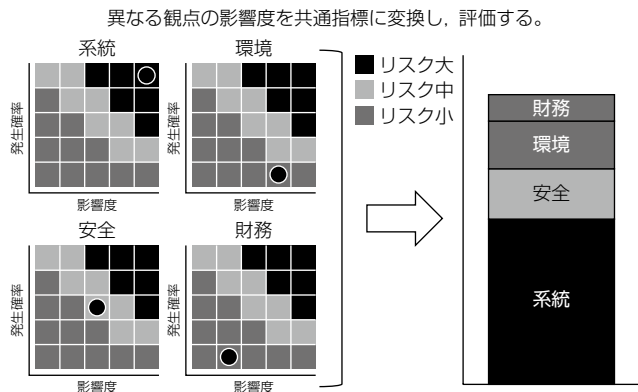 異なる観点の影響度を共通指標に変換し，評価する。
系統
発生確率
影響度
環境
発生確率
影響度
安全
発生確率
影響度
財務
発生確率
影響度
リスク大
リスク中
リスク小
財務
環境
安全
系統